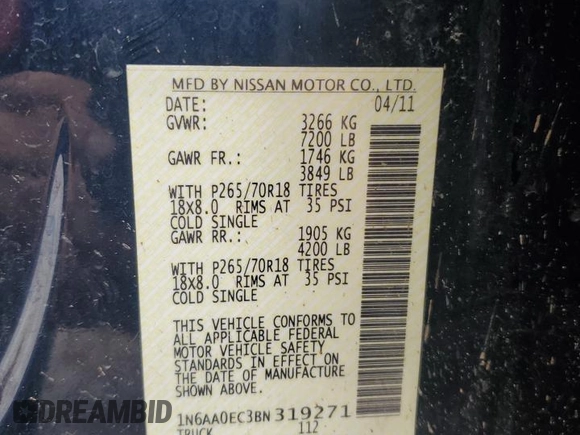 MFD BY NISSAN MOTOR CO., LTD.
DATE: 04/11
GVWR: 3266 KG
7200 LB
GAWR FR.: 1746 KG
3849 LB
WITH P265/70R18 TIRES
18X8.0 RIMS AT 35 PSI
COLD SINGLE
GAWR RR.: 1905 KG
4200 LB
WITH P265/70R18 TIRES
18X8.0 RIMS AT 35 PSI
COLD SINGLE
THIS VEHICLE CONFORMS TO
ALL APPLICABLE FEDERAL
MOTOR VEHICLE SAFETY
STANDARDS IN EFFECT ON
THE DATE OF MANUFACTURE
SHOWN ABOVE.
1N6AA0EC3BN319271
TRUCK 112
DREAMBID